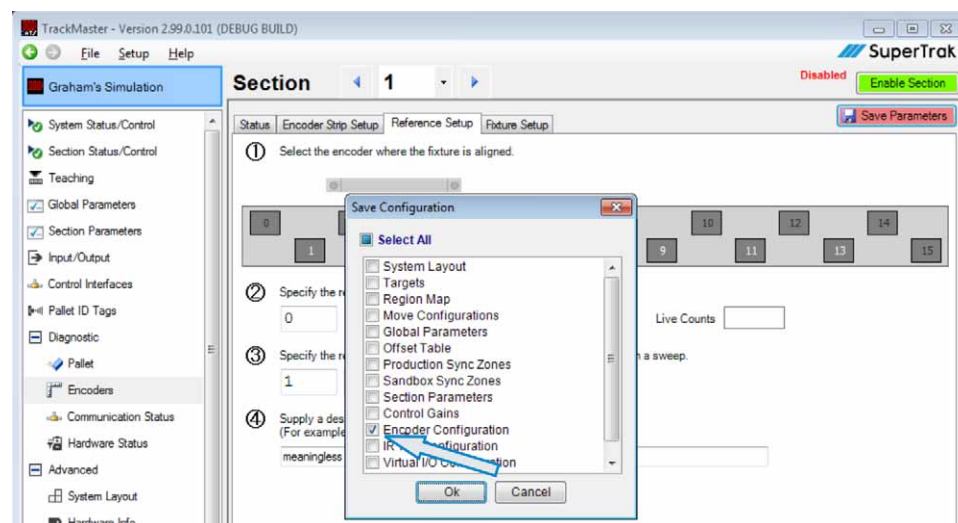 TrackMaster - Version 2.99.0.101 (DEBUG BUILD)
File Setup Help
SuperTrak
Graham's Simulation
Section 1
Disabled
Enable Section
Save Parameters
System Status/Control
Section Status/Control
Teaching
Global Parameters
Section Parameters
Input/Output
Control Interfaces
Pallet ID Tags
Diagnostic
Pallet
Encoders
Communication Status
Hardware Status
Advanced
System Layout
Hardware Info
Status Encoder Strip Setup Reference Setup Fixture Setup
1 Select the encoder where the fixture is aligned.
0 10 12 14
1 9 11 13 15
2 Specify the r
0
Live Counts
3 Specify the r
a sweep.
1
4 Supply a des
(For example
meaningless
Save Configuration
Select All
System Layout
Targets
Region Map
Move Configurations
Global Parameters
Offset Table
Production Sync Zones
Sandbox Sync Zones
Section Parameters
Control Gains
Encoder Configuration
IR
Virtual I/O
Ok Cancel